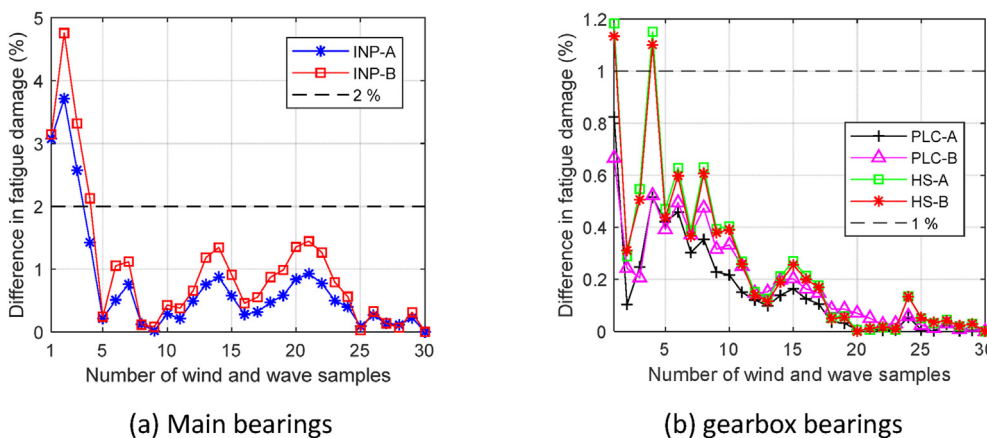 Difference in fatigue damage (%)
5
4
3
2
1
0
INP-A
INP-B
2 %
1 5 10 15 20 25 30
Number of wind and wave samples
(a) Main bearings
Difference in fatigue damage (%)
1.2
1
0.8
0.6
0.4
0.2
0
PLC-A
PLC-B
HS-A
HS-B
1 %
5 10 15 20 25 30
Number of wind and wave samples
(b) gearbox bearings